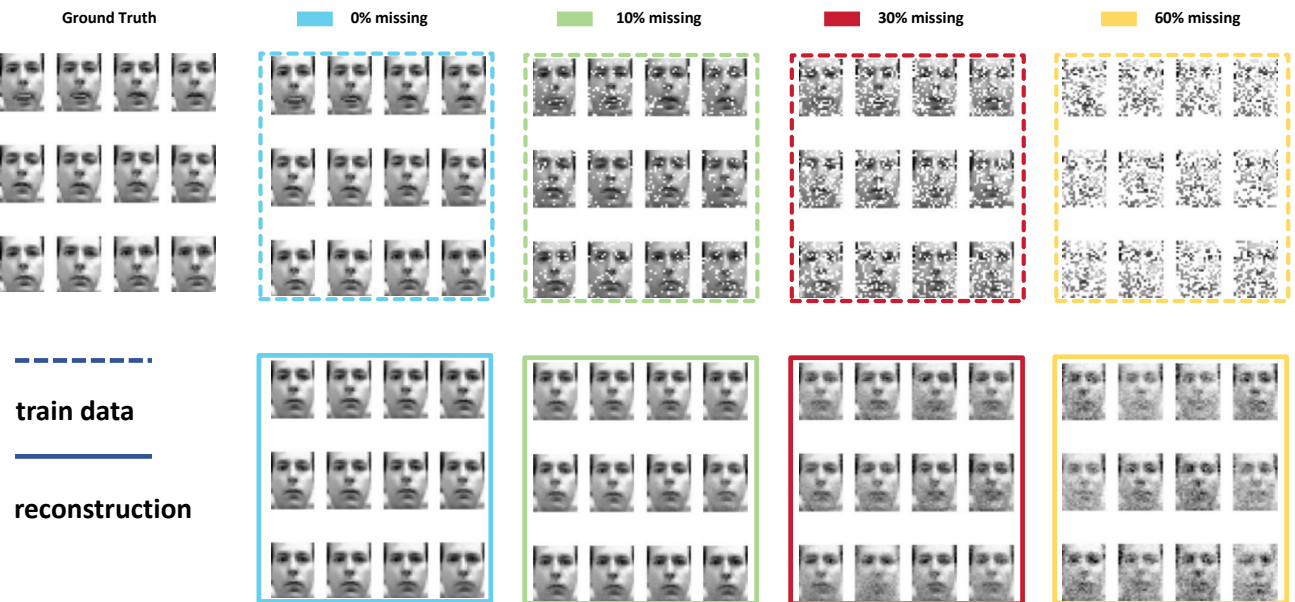 Ground Truth
0% missing
10% missing
30% missing
60% missing
train data
reconstruction